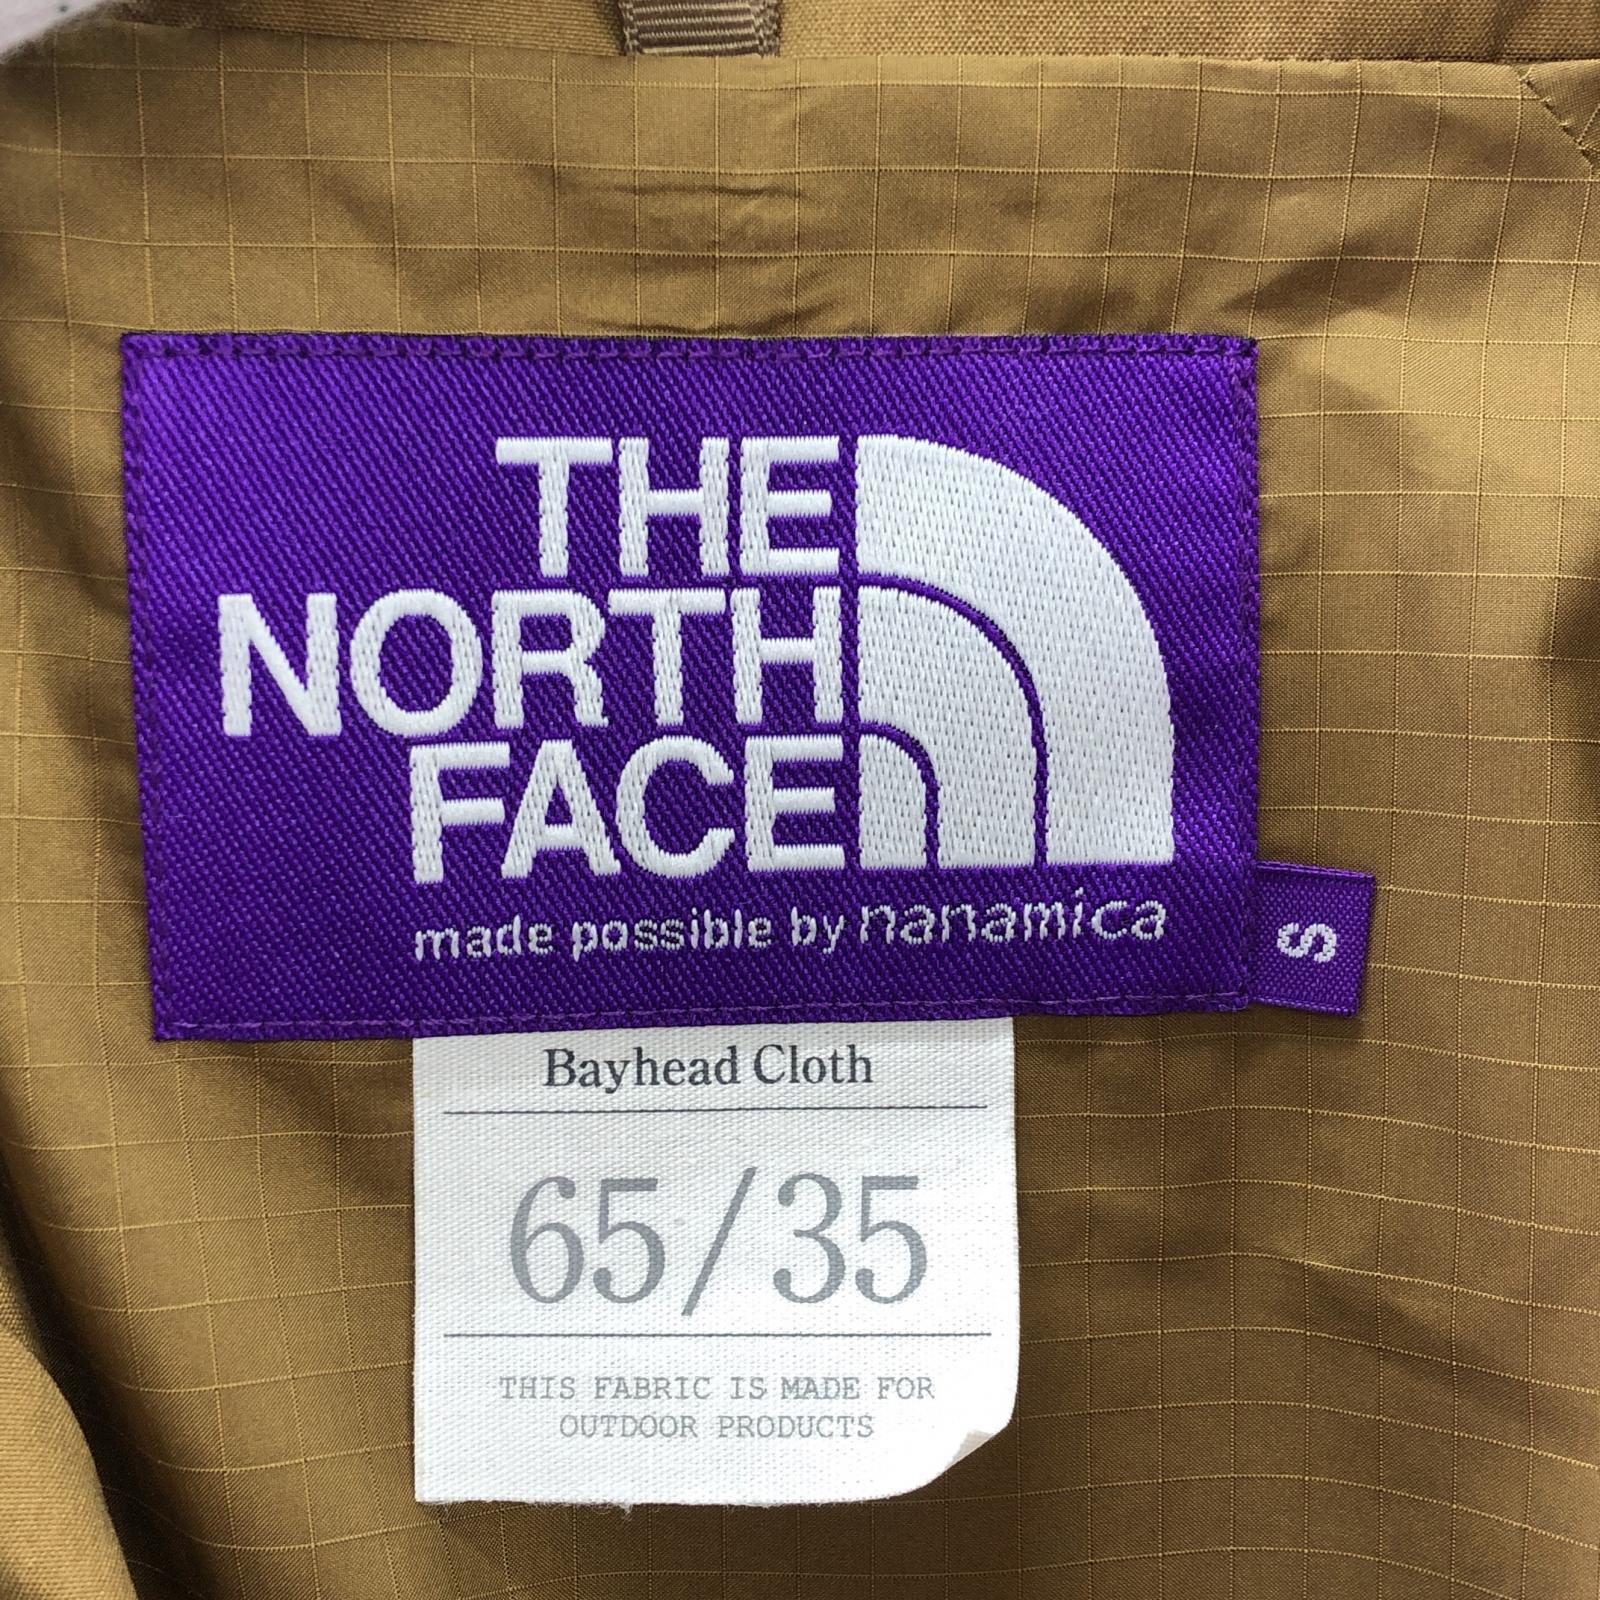 THE
NORTH
FACE
made possible by nanamica
S
Bayhead Cloth
65/35
THIS FABRIC IS MADE FOR
OUTDOOR PRODUCTS